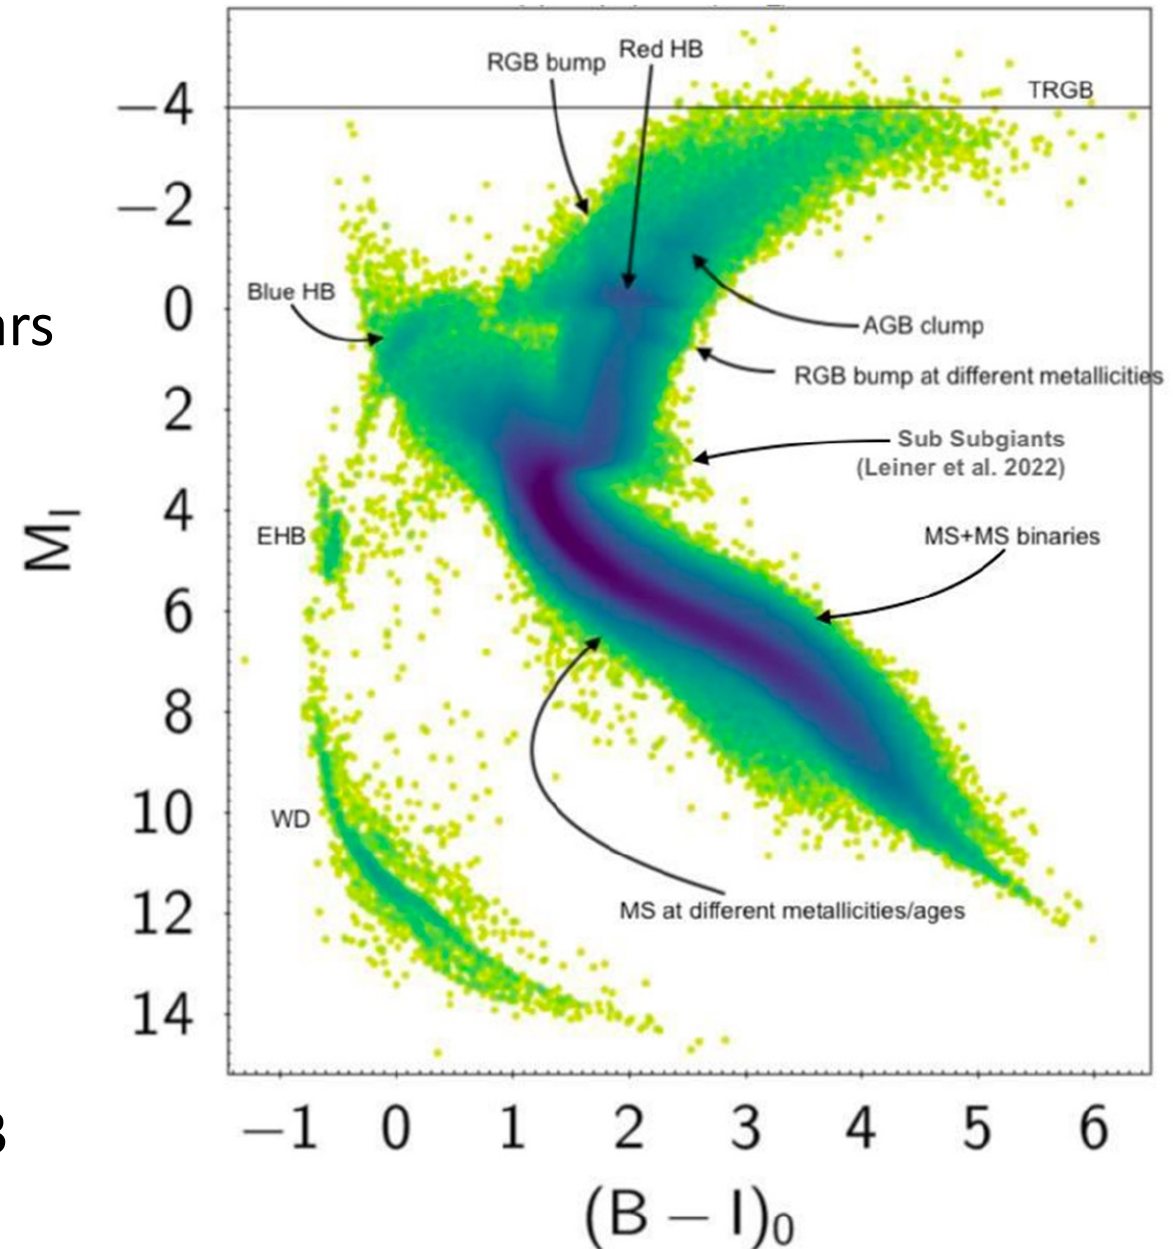 RGB bump
Red HB
TRGB
−4
−2
Blue HB
0
ars
AGB clump
RGB bump at different metallicities
2
Sub Subgiants
(Leiner et al. 2022)
4
M_I
EHB
MS+MS binaries
6
8
10
WD
MS at different metallicities/ages
12
14
−1 0 1 2 3 4 5 6
(B − I)₀